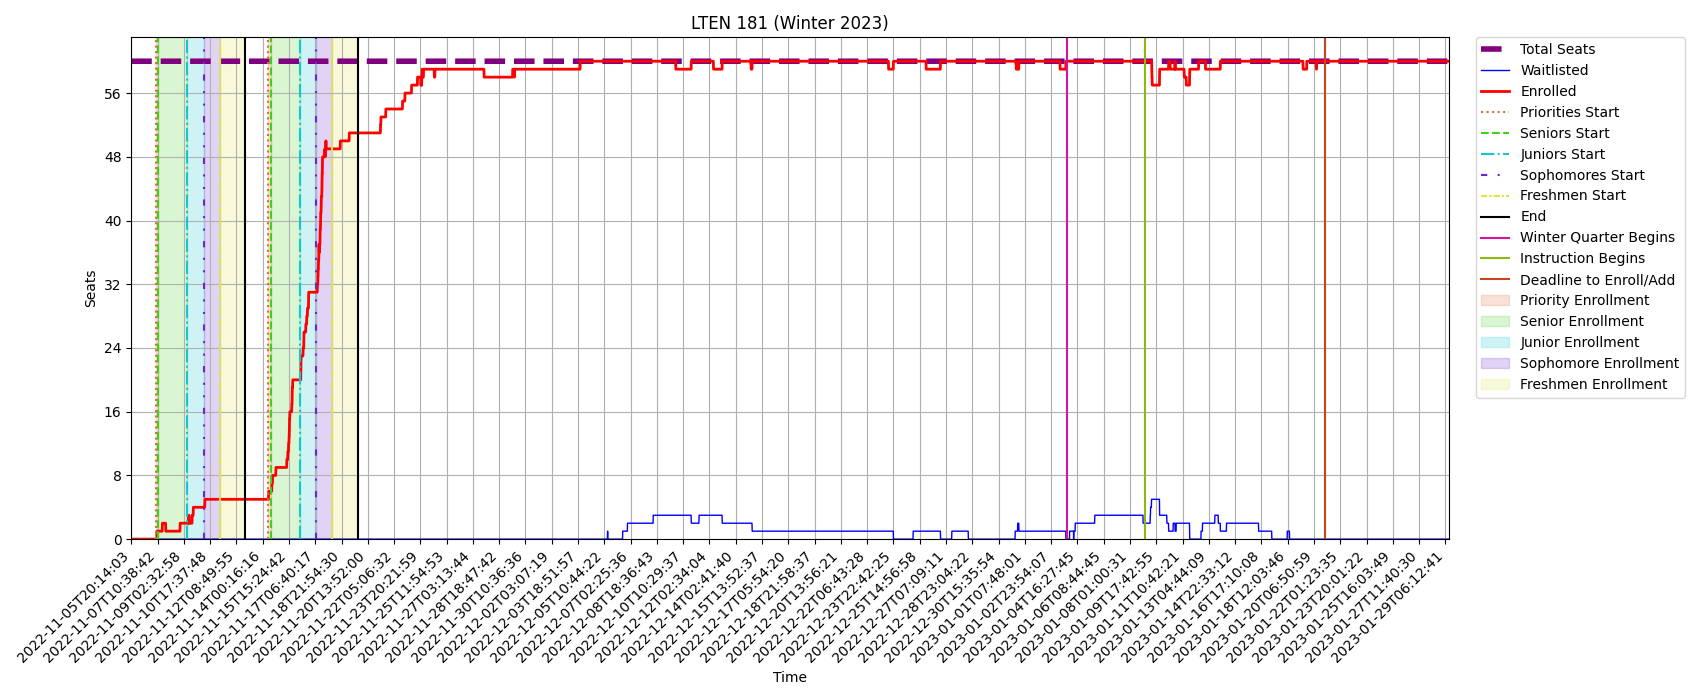 LTEN 181 (Winter 2023)
Seats
56
48
40
32
24
16
8
0
2022-11-05T20:14:03
2022-11-07T10:38:42
2022-11-09T02:32:58
2022-11-10T17:37:48
2022-11-12T08:49:55
2022-11-14T00:16:16
2022-11-15T15:24:42
2022-11-17T06:40:17
2022-11-18T21:54:30
2022-11-20T13:52:00
2022-11-22T05:06:32
2022-11-23T20:21:59
2022-11-25T11:54:53
2022-11-27T03:13:44
2022-11-28T18:47:42
2022-11-30T10:36:36
2022-12-02T03:07:19
2022-12-03T18:51:57
2022-12-05T10:44:22
2022-12-07T02:25:36
2022-12-08T18:36:43
2022-12-10T10:29:37
2022-12-12T02:34:04
2022-12-14T02:41:40
2022-12-15T13:52:37
2022-12-17T05:54:20
2022-12-18T21:58:37
2022-12-20T13:56:21
2022-12-22T06:43:28
2022-12-23T22:42:25
2022-12-25T14:56:58
2022-12-27T07:09:11
2022-12-28T23:04:22
2022-12-30T15:35:54
2023-01-01T07:48:01
2023-01-02T23:54:07
2023-01-04T16:27:45
2023-01-06T08:44:45
2023-01-08T01:00:31
2023-01-09T17:42:55
2023-01-11T10:42:21
2023-01-13T04:44:09
2023-01-14T22:33:12
2023-01-16T17:10:08
2023-01-18T12:03:46
2023-01-20T06:50:59
2023-01-22T01:23:35
2023-01-23T20:01:22
2023-01-25T16:03:49
2023-01-27T11:40:30
2023-01-29T06:12:41
Time
Total Seats
Waitlisted
Enrolled
Priorities Start
Seniors Start
Juniors Start
Sophomores Start
Freshmen Start
End
Winter Quarter Begins
Instruction Begins
Deadline to Enroll/Add
Priority Enrollment
Senior Enrollment
Junior Enrollment
Sophomore Enrollment
Freshmen Enrollment